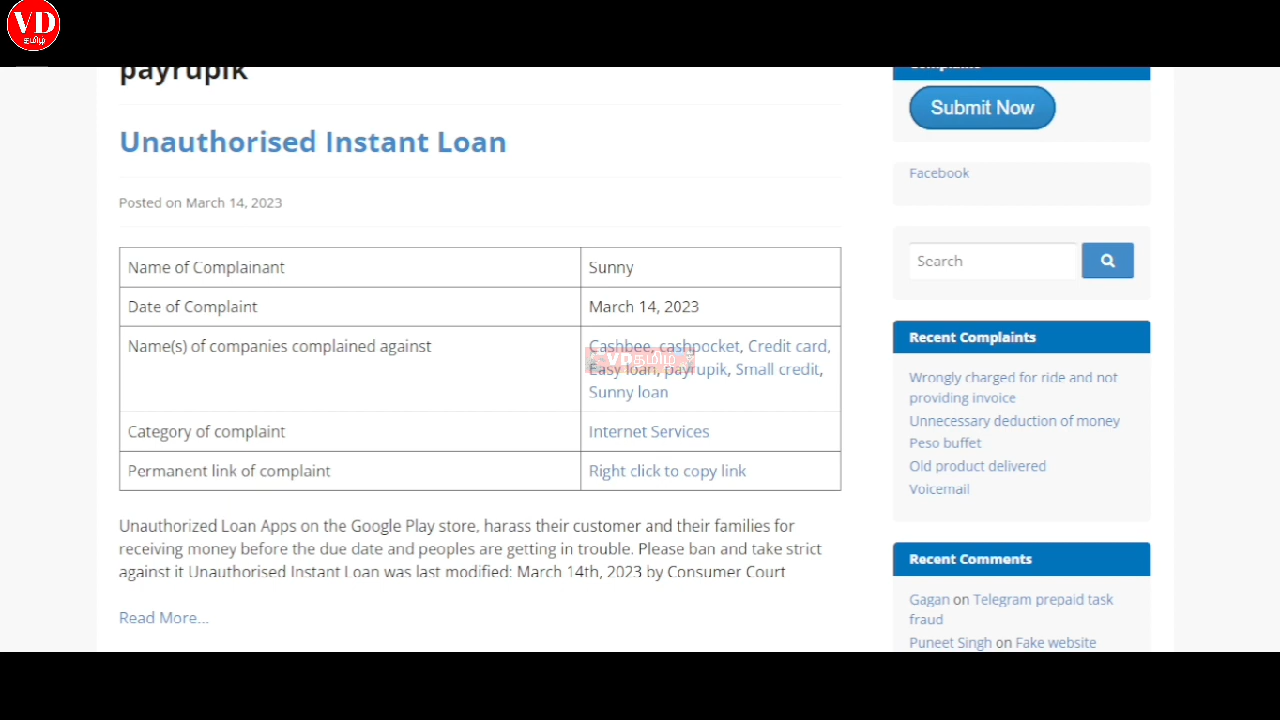 VD
தமிழ்
payrupik
Unauthorised Instant Loan
Posted on March 14, 2023
Name of Complainant
Sunny
Date of Complaint
March 14, 2023
Name(s) of companies complained against
Cashbee, cashpocket, Credit card,
Easy loan, payrupik, Small credit,
Sunny loan
VDதமிழ்
Category of complaint
Internet Services
Permanent link of complaint
Right click to copy link
Unauthorized Loan Apps on the Google Play store, harass their customer and their families for
receiving money before the due date and peoples are getting in trouble. Please ban and take strict
against it Unauthorised Instant Loan was last modified: March 14th, 2023 by Consumer Court
Read More...
Submit Now
Facebook
Search
Recent Complaints
Wrongly charged for ride and not
providing invoice
Unnecessary deduction of money
Peso buffet
Old product delivered
Voicemail
Recent Comments
Gagan on Telegram prepaid task
fraud
Puneet Singh on Fake website